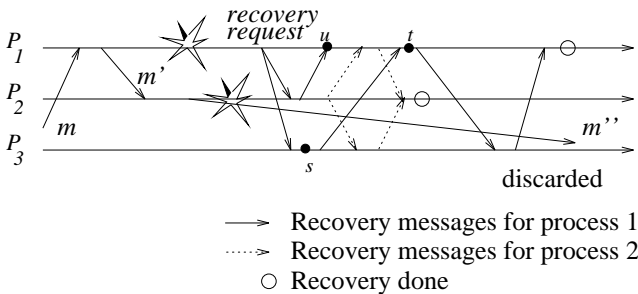 recovery
request
u
t
P1
m'
P2
m
m''
P3
s
discarded
Recovery messages for process 1
Recovery messages for process 2
Recovery done